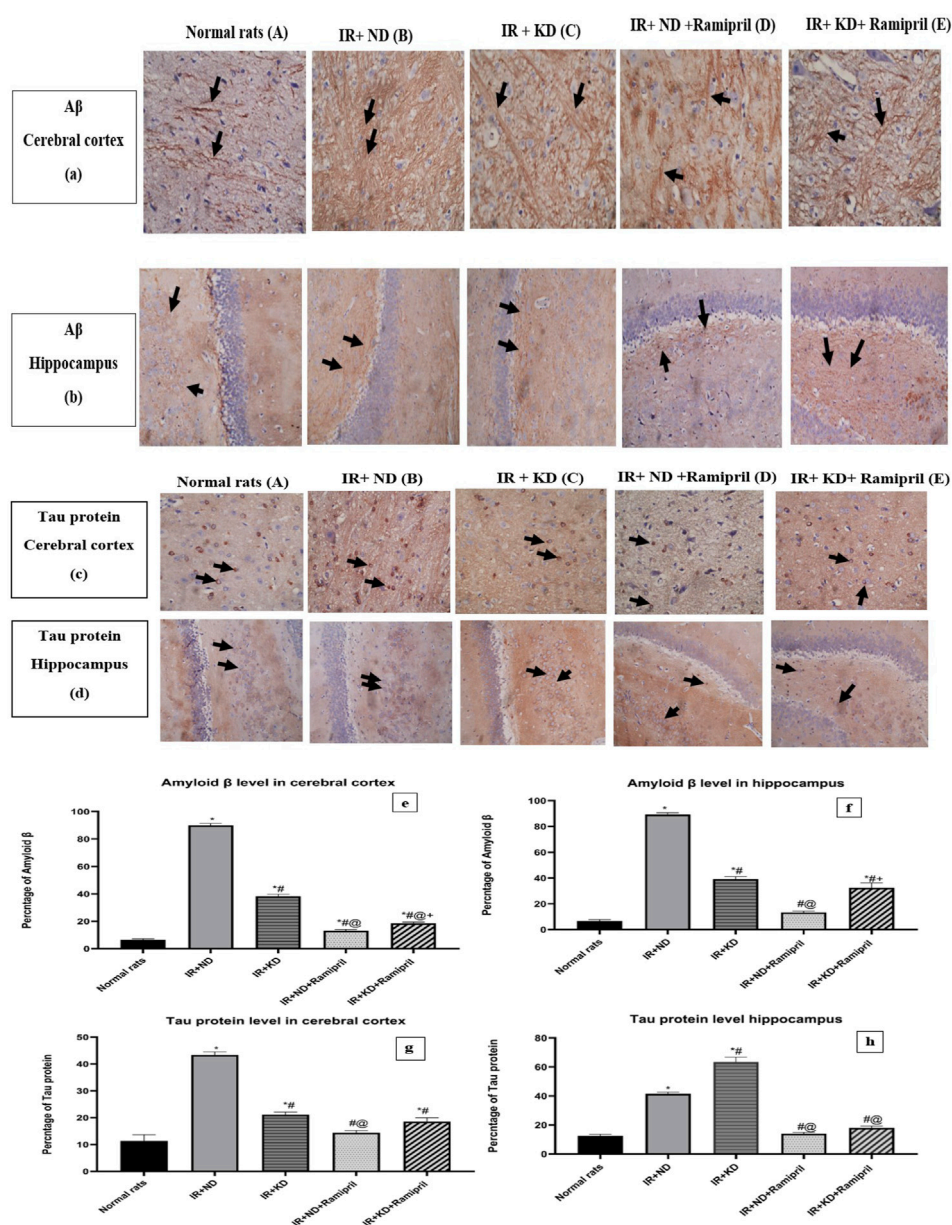 Normal rats (A)
IR+ ND (B)
IR + KD (C)
IR+ ND +Ramipril (D)
IR+ KD+ Ramipril (E)
Aβ
Cerebral cortex
(a)
Aβ
Hippocampus
(b)
Normal rats (A)
IR+ ND (B)
IR + KD (C)
IR+ ND +Ramipril (D)
IR+ KD+ Ramipril (E)
Tau protein
Cerebral cortex
(c)
Tau protein
Hippocampus
(d)
Amyloid β level in cerebral cortex
e
Percntage of Amyloid β
100
80
60
40
20
0
*
*#
*#@
*#@+
Normal rats
IR+ND
IR+KD
IR+ND+Ramipril
IR+KD+Ramipril
Amyloid β level in hippocampus
f
Percntage of Amyloid β
100
80
60
40
20
0
*
*#
#@
*#+
Normal rats
IR+ND
IR+KD
IR+ND+Ramipril
IR+KD+Ramipril
Tau protein level in cerebral cortex
g
Percntage of Tau protein
50
40
30
20
10
0
*
*#
#@
*#
Normal rats
IR+ND
IR+KD
IR+ND+Ramipril
IR+KD+Ramipril
Tau protein level hippocampus
h
Percntage of Tau protein
80
60
40
20
0
*
*#
#@
#@
Normal rats
IR+ND
IR+KD
IR+ND+Ramipril
IR+KD+Ramipril